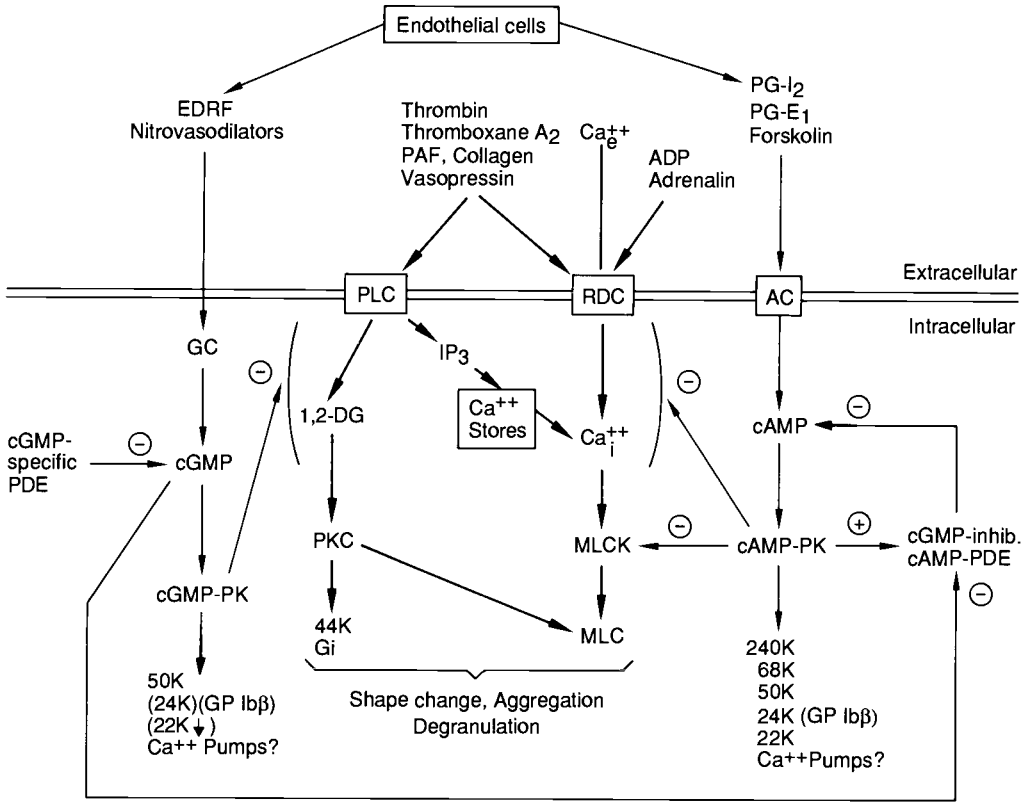 Endothelial cells
EDRF
Nitrovasodilators
Thrombin
Thromboxane A2
PAF, Collagen
Vasopressin
Ca++e
ADP
Adrenalin
PG-I2
PG-E1
Forskolin
Extracellular
PLC
RDC
AC
Intracellular
GC
IP3
−
−
1,2-DG
Ca++
Stores
Ca++i
cAMP
−
cGMP-
specific
PDE
−
cGMP
PKC
MLCK
−
cAMP-PK
+
cGMP-inhib.
cAMP-PDE
−
cGMP-PK
44K
Gi
MLC
50K
(24K)(GP Ibβ)
(22K ↓ )
Ca++ Pumps?
Shape change, Aggregation
Degranulation
240K
68K
50K
24K (GP Ibβ)
22K
Ca++Pumps?